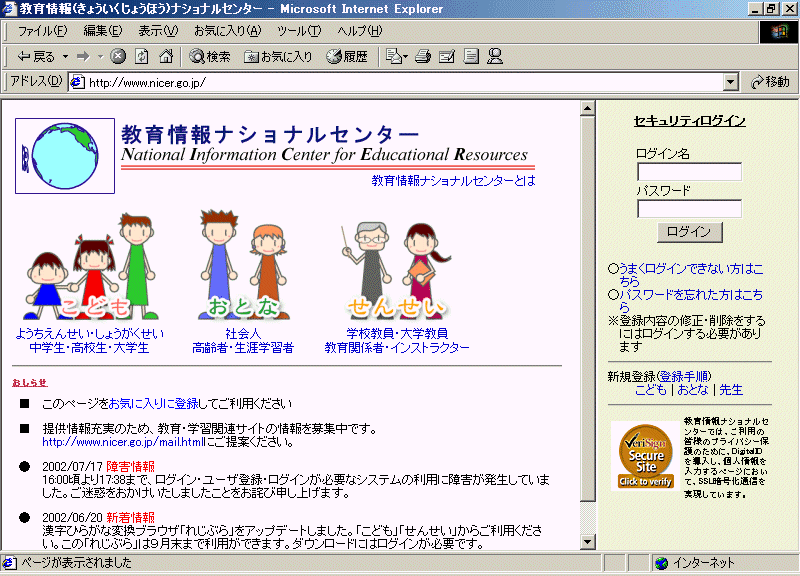 教育情報(きょういくじょうほう)ナショナルセンター - Microsoft Internet Explorer
ファイル(F) 編集(E) 表示(V) お気に入り(A) ツール(T) ヘルプ(H)
戻る 検索 お気に入り 履歴
アドレス(D) http://www.nicer.go.jp/ 移動
教育情報ナショナルセンター
National Information Center for Educational Resources
教育情報ナショナルセンターとは
こども おとな せんせい
ようちえんせい・しょうがくせい 社会人 学校教員・大学教員
中学生・高校生・大学生 高齢者・生涯学習者 教育関係者・インストラクター
おしらせ
■ このページをお気に入りに登録してご利用ください
■ 提供情報充実のため、教育・学習関連サイトの情報を募集中です。
http://www.nicer.go.jp/mail.htmlにご提案ください。
● 2002/07/17 障害情報
16:00頃より17:38まで、ログイン・ユーザ登録・ログインが必要なシステムの利用に障害が発生していま
した。ご迷惑をおかけいたしましたことをお詫び申し上げます。
● 2002/06/20 新着情報
漢字ひらがな変換ブラウザ「れじぶら」をアップデートしました。「こども」「せんせい」からご利用くださ
い。この「れじぶら」は9月末まで利用ができます。ダウンロードにはログインが必要です。
セキュリティログイン
ログイン名
パスワード
ログイン
○うまくログインできない方はこ
ちら
○パスワードを忘れた方はこち
ら
※登録内容の修正・削除をする
にはログインする必要があり
ます
新規登録(登録手順)
こども | おとな | 先生
VeriSign
Secure
Site
Click to verify
教育情報ナショナルセ
ンターでは、ご利用の
皆様のプライバシー保
護のために、DigitalID
を導入し、個人情報を
入力するページにおい
て、SSL暗号化通信を
実現しています。
ページが表示されました インターネット